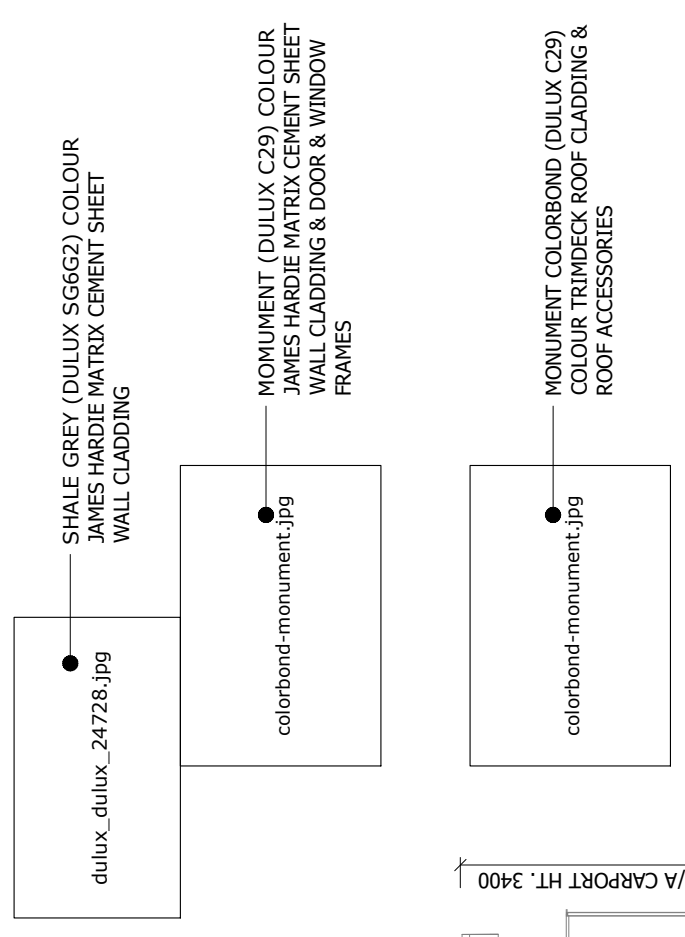 SHALE GREY (DULUX SG6G2) COLOUR
JAMES HARDIE MATRIX CEMENT SHEET
WALL CLADDING
dulux_dulux_24728.jpg
MOMUMENT (DULUX C29) COLOUR
JAMES HARDIE MATRIX CEMENT SHEET
WALL CLADDING & DOOR & WINDOW
FRAMES
colorbond-monument.jpg
MONUMENT COLORBOND (DULUX C29)
COLOUR TRIMDECK ROOF CLADDING &
ROOF ACCESSORIES
colorbond-monument.jpg
/A CARPORT HT. 3400